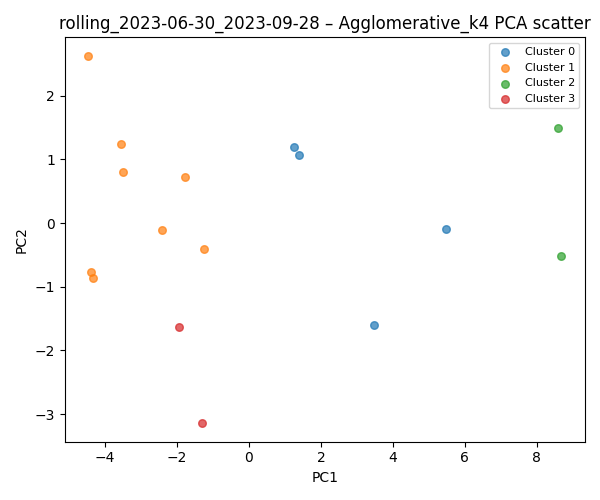 rolling_2023-06-30_2023-09-28 – Agglomerative_k4 PCA scatter
Cluster 0
Cluster 1
Cluster 2
Cluster 3
PC2
2
1
0
−1
−2
−3
−4
−2
0
2
4
6
8
PC1